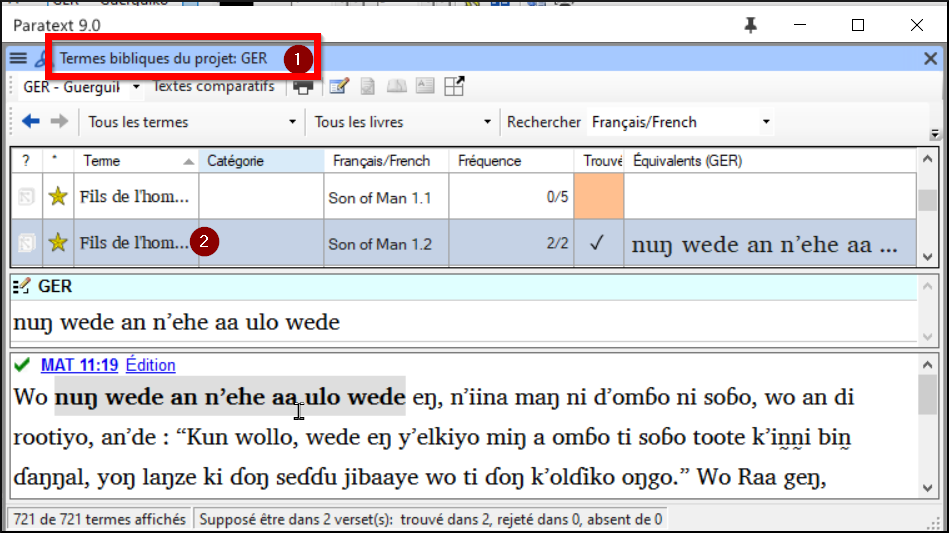 GER - Guerguiko
Paratext 9.0
Termes bibliques du projet: GER 1
GER - Guerguik Textes comparatifs
Tous les termes Tous les livres Rechercher Français/French
? * Terme Catégorie Français/French Fréquence Trouvé Équivalents (GER)
Fils de l'hom... Son of Man 1.1 0/5
Fils de l'hom... 2 Son of Man 1.2 2/2 ✓ nuŋ wede an n’ehe aa ...
GER
nuŋ wede an n’ehe aa ulo wede
MAT 11:19 Édition
Wo nuŋ wede an n’ehe aa ulo wede eŋ, n’iina maŋ ni d’omɓo ni soɓo, wo an di
rootiyo, an’de : “Kun wollo, wede eŋ y’elkiyo miŋ a omɓo ti soɓo toote k’iṵṵi biṵ
ɗaŋŋal, yoŋ laŋze ki ɗoŋ seɗɗu jibaaye wo ti ɗoŋ k’olɗiko oŋgo.” Wo Raa geŋ,
721 de 721 termes affichés Supposé être dans 2 verset(s): trouvé dans 2, rejeté dans 0, absent de 0